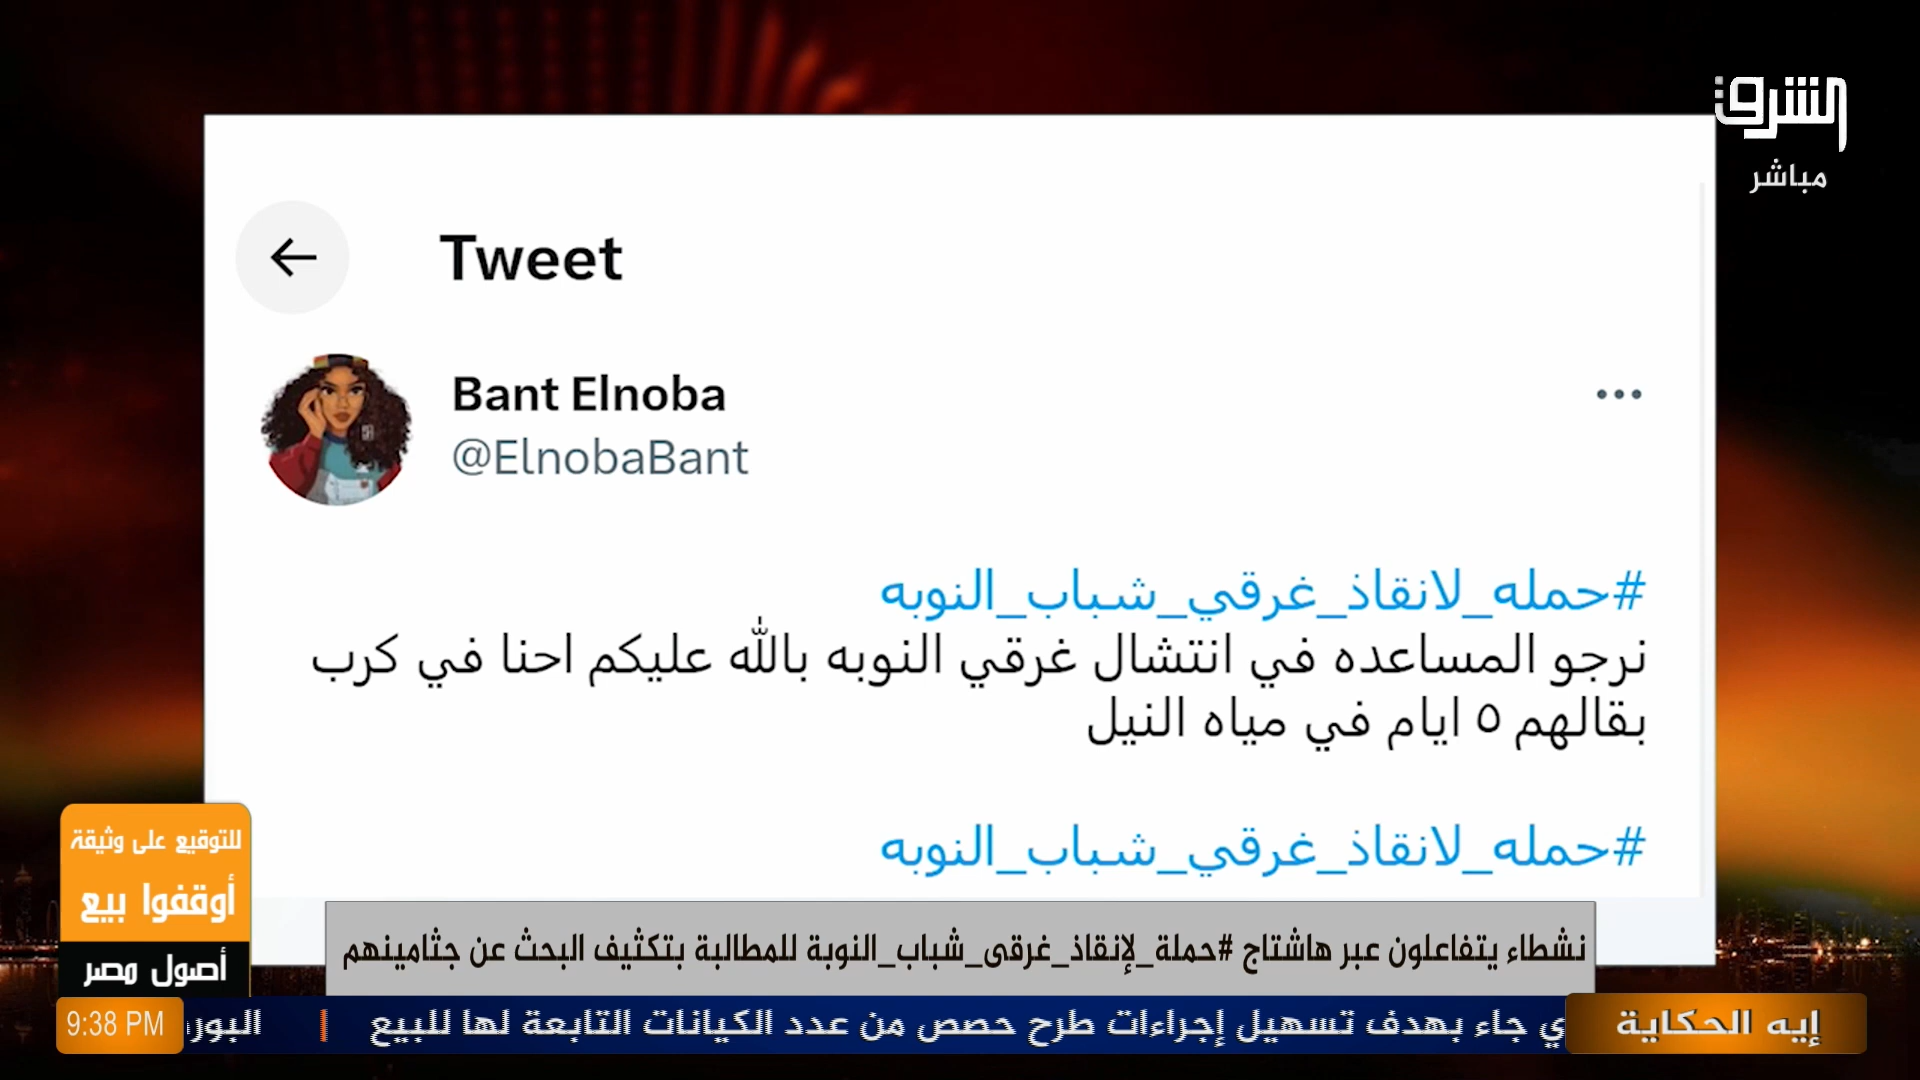 الشرق
مباشر
Tweet
Bant Elnoba
@ElnobaBant
#حمله_لانقاذ_غرقي_شباب_النوبه
نرجو المساعده في انتشال غرقي النوبه بالله عليكم احنا في كرب
بقالهم ٥ ايام في مياه النيل
#حمله_لانقاذ_غرقي_شباب_النوبه
للتوقيع على وثيقة
أوقفوا بيع
أصول مصر
نشطاء يتفاعلون عبر هاشتاج #حملة_لإنقاذ_غرقى_شباب_النوبة للمطالبة بتكثيف البحث عن جثامينهم
إيه الحكاية
ي جاء بهدف تسهيل إجراءات طرح حصص من عدد الكيانات التابعة لها للبيع | البور
9:38 PM